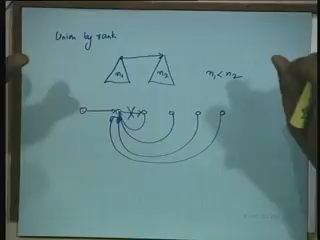 Union by rank
n₁ n₂ n₁ < n₂